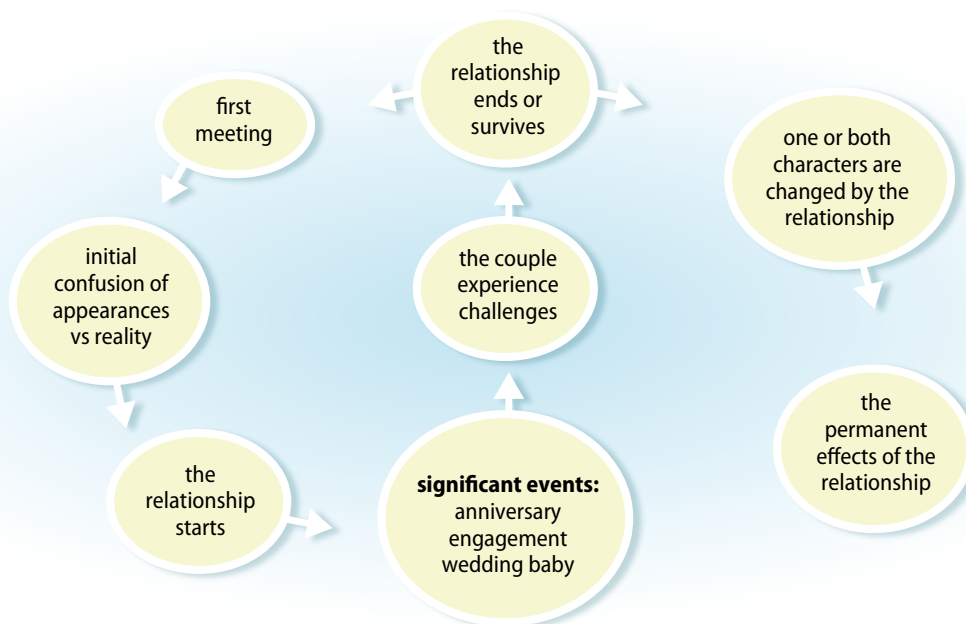 first
meeting
initial
confusion of
appearances
vs reality
the
relationship
starts
significant events:
anniversary
engagement
wedding baby
the couple
experience
challenges
the
relationship
ends or
survives
one or both
characters are
changed by the
relationship
the
permanent
effects of the
relationship